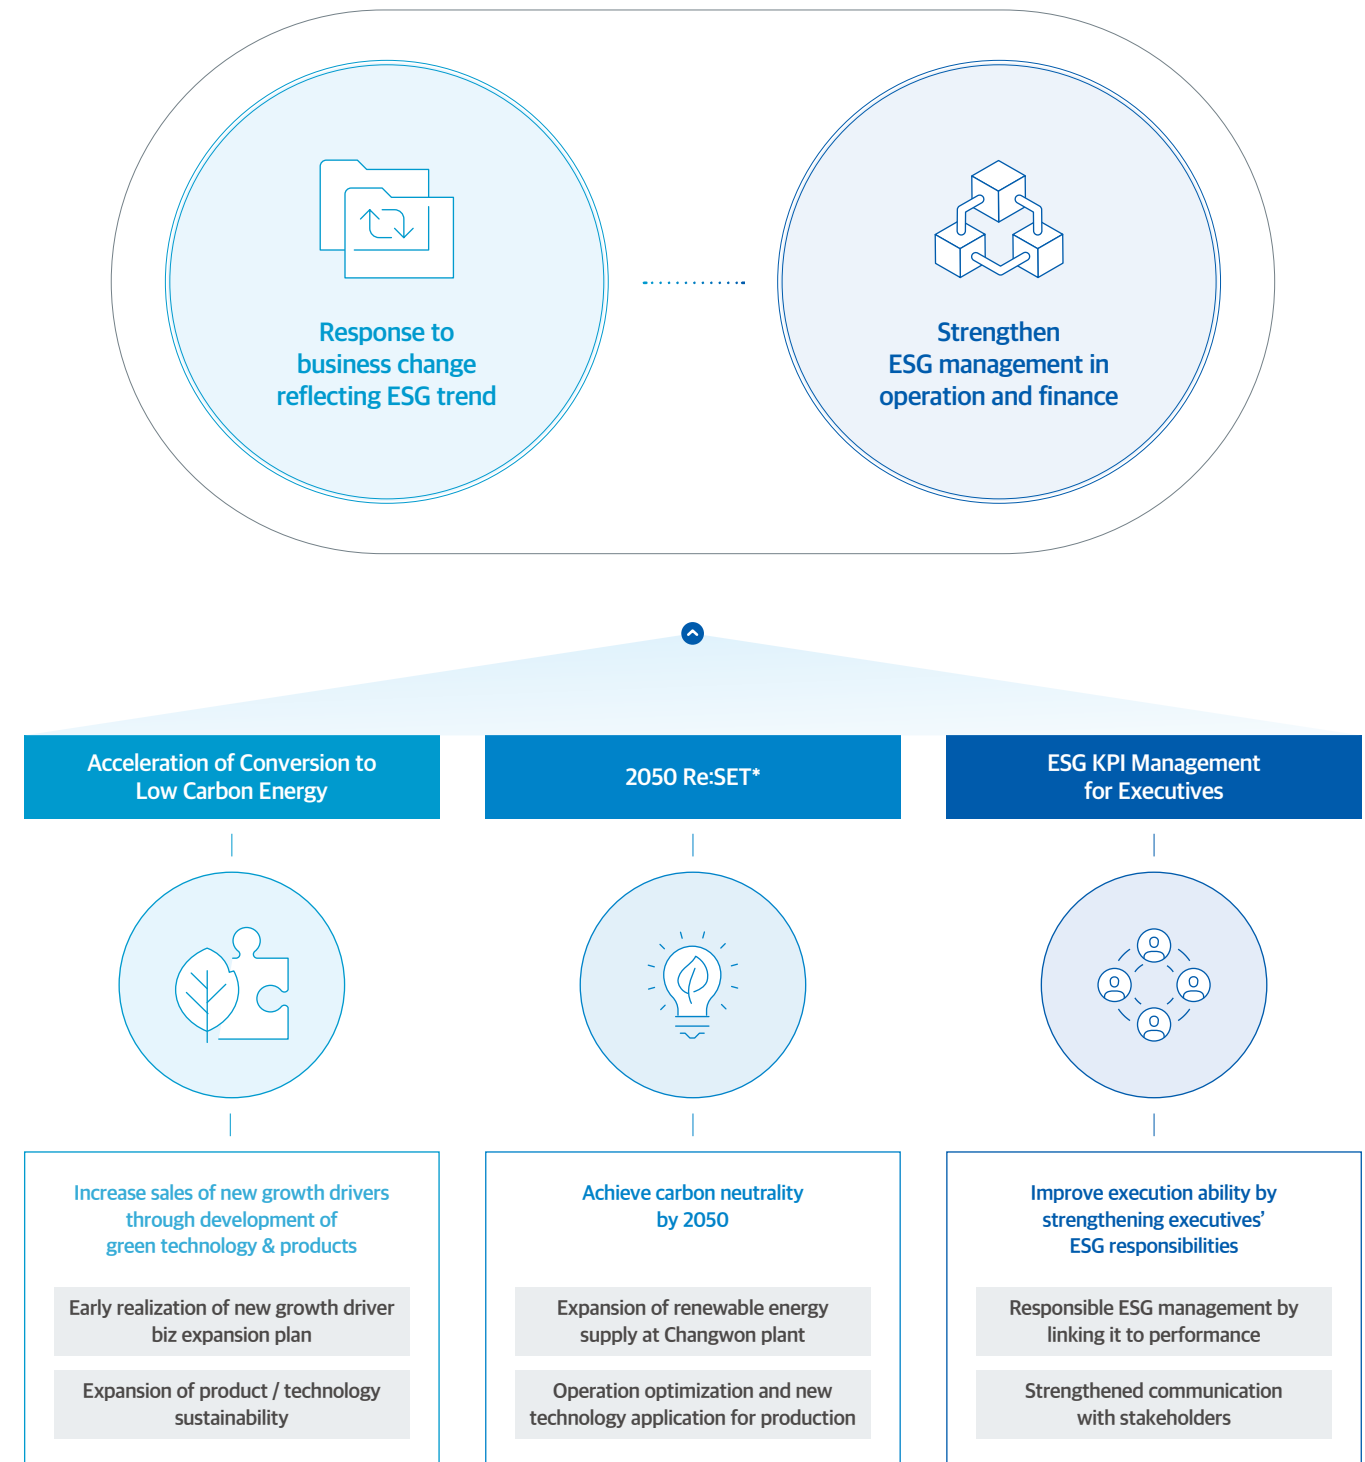 Response to
business change
reflecting ESG trend
Strengthen
ESG management in
operation and finance
Acceleration of Conversion to
Low Carbon Energy
2050 Re:SET*
ESG KPI Management
for Executives
Increase sales of new growth drivers
through development of
green technology & products
Early realization of new growth driver
biz expansion plan
Expansion of product / technology
sustainability
Achieve carbon neutrality
by 2050
Expansion of renewable energy
supply at Changwon plant
Operation optimization and new
technology application for production
Improve execution ability by
strengthening executives’
ESG responsibilities
Responsible ESG management by
linking it to performance
Strengthened communication
with stakeholders